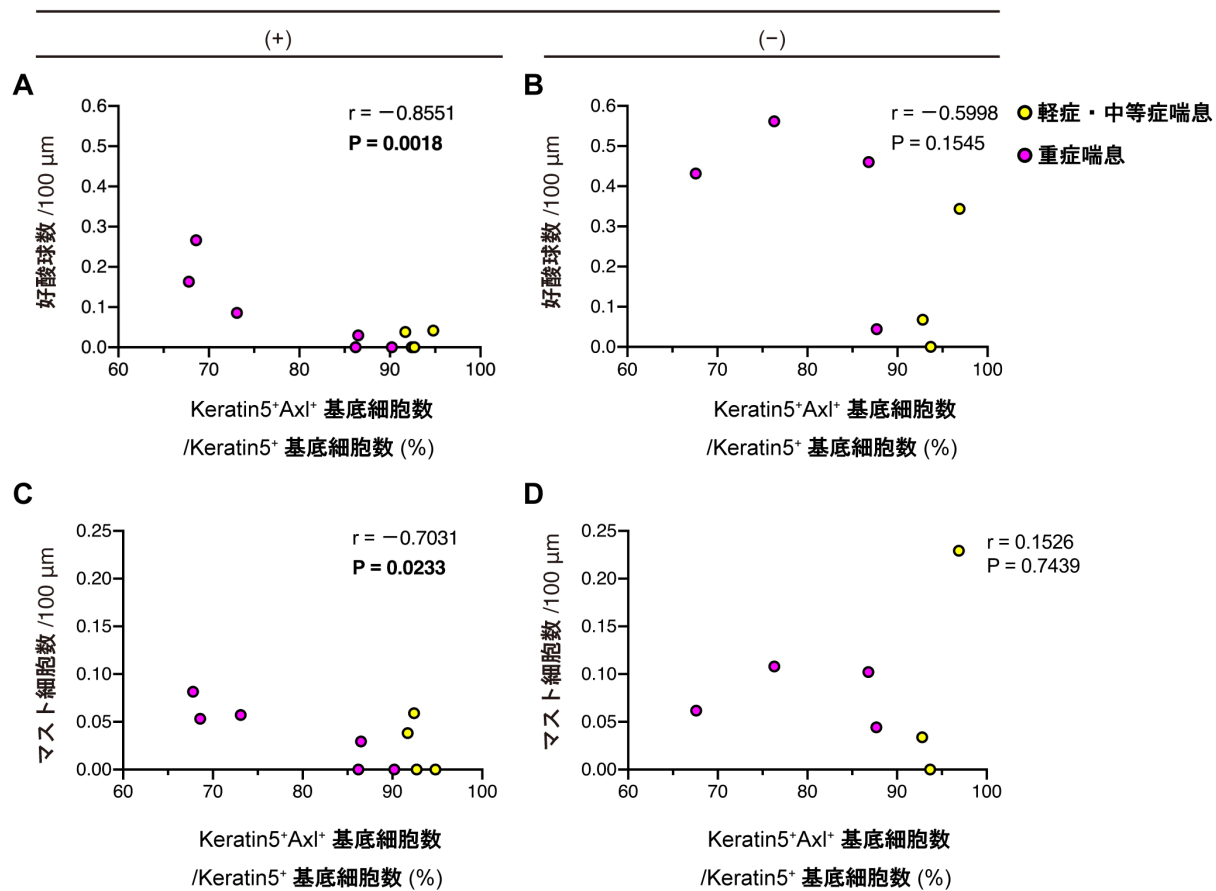 (+)
(−)
A
0.6
0.5
0.4
0.3
0.2
0.1
0.0
60
70
80
90
100
好酸球数 /100 µm
r = −0.8551
P = 0.0018
Keratin5⁺Axl⁺ 基底細胞数
/Keratin5⁺ 基底細胞数 (%)
B
0.6
0.5
0.4
0.3
0.2
0.1
0.0
60
70
80
90
100
好酸球数 /100 µm
r = −0.5998
P = 0.1545
Keratin5⁺Axl⁺ 基底細胞数
/Keratin5⁺ 基底細胞数 (%)
軽症・中等症喘息
重症喘息
C
0.25
0.20
0.15
0.10
0.05
0.00
60
70
80
90
100
マスト細胞数 /100 µm
r = −0.7031
P = 0.0233
Keratin5⁺Axl⁺ 基底細胞数
/Keratin5⁺ 基底細胞数 (%)
D
0.25
0.20
0.15
0.10
0.05
0.00
60
70
80
90
100
マスト細胞数 /100 µm
r = 0.1526
P = 0.7439
Keratin5⁺Axl⁺ 基底細胞数
/Keratin5⁺ 基底細胞数 (%)